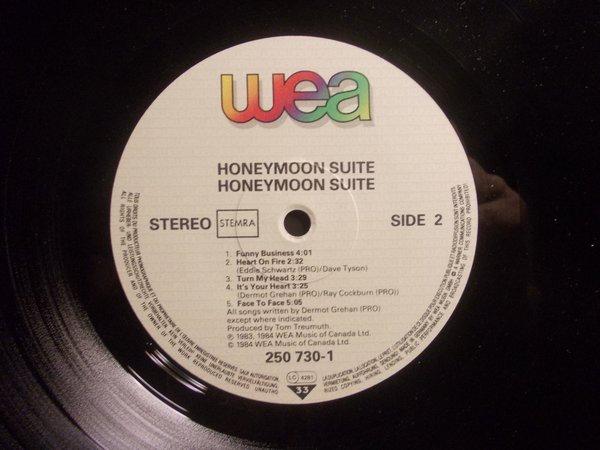 wea
HONEYMOON SUITE
HONEYMOON SUITE
STEREO STEMRA SIDE 2
1. Funny Business 4:01
2. Heart On Fire 2:32
(Eddie Schwartz (PRO)/Dave Tyson)
3. Turn My Head 3:29
4. It's Your Heart 3:25
(Dermot Grehan (PRO)/Ray Cockburn (PRO))
5. Face To Face 5:05
All songs written by Dermot Grehan (PRO)
except where indicated.
Produced by Tom Treumuth.
℗ 1983, 1984 WEA Music of Canada Ltd.
© 1984 WEA Music of Canada Ltd.
250 730-1
LC 4281
33